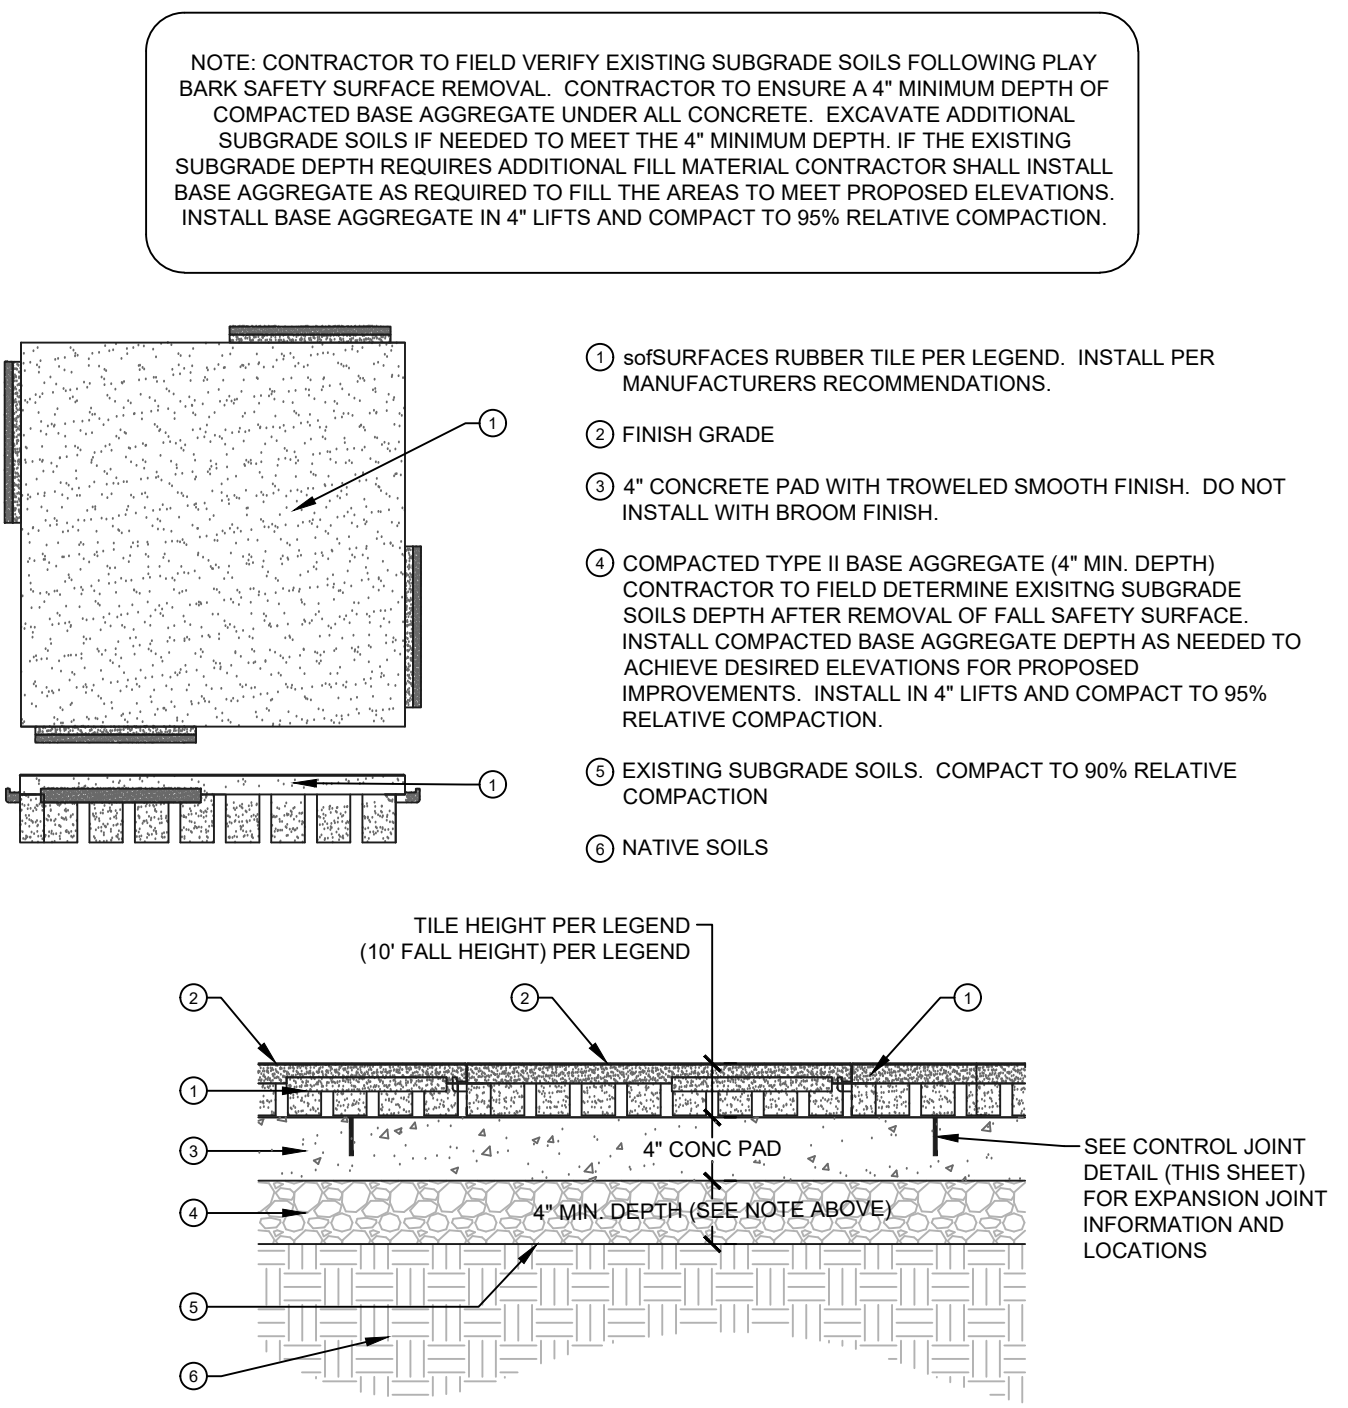 NOTE: CONTRACTOR TO FIELD VERIFY EXISTING SUBGRADE SOILS FOLLOWING PLAY
BARK SAFETY SURFACE REMOVAL. CONTRACTOR TO ENSURE A 4" MINIMUM DEPTH OF
COMPACTED BASE AGGREGATE UNDER ALL CONCRETE. EXCAVATE ADDITIONAL
SUBGRADE SOILS IF NEEDED TO MEET THE 4" MINIMUM DEPTH. IF THE EXISTING
SUBGRADE DEPTH REQUIRES ADDITIONAL FILL MATERIAL CONTRACTOR SHALL INSTALL
BASE AGGREGATE AS REQUIRED TO FILL THE AREAS TO MEET PROPOSED ELEVATIONS.
INSTALL BASE AGGREGATE IN 4" LIFTS AND COMPACT TO 95% RELATIVE COMPACTION.
1
1
1 sofSURFACES RUBBER TILE PER LEGEND. INSTALL PER
MANUFACTURERS RECOMMENDATIONS.
2 FINISH GRADE
3 4" CONCRETE PAD WITH TROWELED SMOOTH FINISH. DO NOT
INSTALL WITH BROOM FINISH.
4 COMPACTED TYPE II BASE AGGREGATE (4" MIN. DEPTH)
CONTRACTOR TO FIELD DETERMINE EXISITNG SUBGRADE
SOILS DEPTH AFTER REMOVAL OF FALL SAFETY SURFACE.
INSTALL COMPACTED BASE AGGREGATE DEPTH AS NEEDED TO
ACHIEVE DESIRED ELEVATIONS FOR PROPOSED
IMPROVEMENTS. INSTALL IN 4" LIFTS AND COMPACT TO 95%
RELATIVE COMPACTION.
5 EXISTING SUBGRADE SOILS. COMPACT TO 90% RELATIVE
COMPACTION
6 NATIVE SOILS
TILE HEIGHT PER LEGEND
(10' FALL HEIGHT) PER LEGEND
2
2
1
1
3
4" CONC PAD
4
4" MIN. DEPTH (SEE NOTE ABOVE)
5
6
SEE CONTROL JOINT
DETAIL (THIS SHEET)
FOR EXPANSION JOINT
INFORMATION AND
LOCATIONS